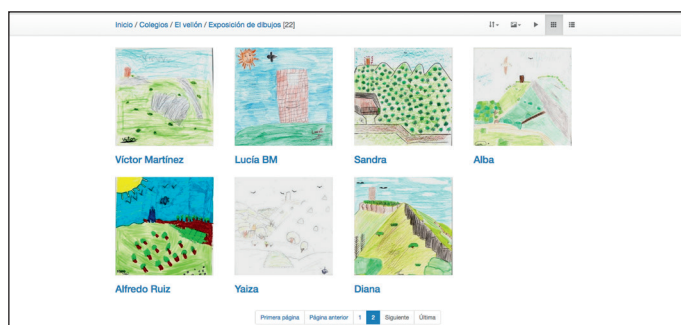 Inicio / Colegios / El vellón / Exposición de dibujos [22]
Víctor Martínez
Lucía BM
Sandra
Alba
Alfredo Ruiz
Yaiza
Diana
Primera página Página anterior 1 2 Siguiente Última